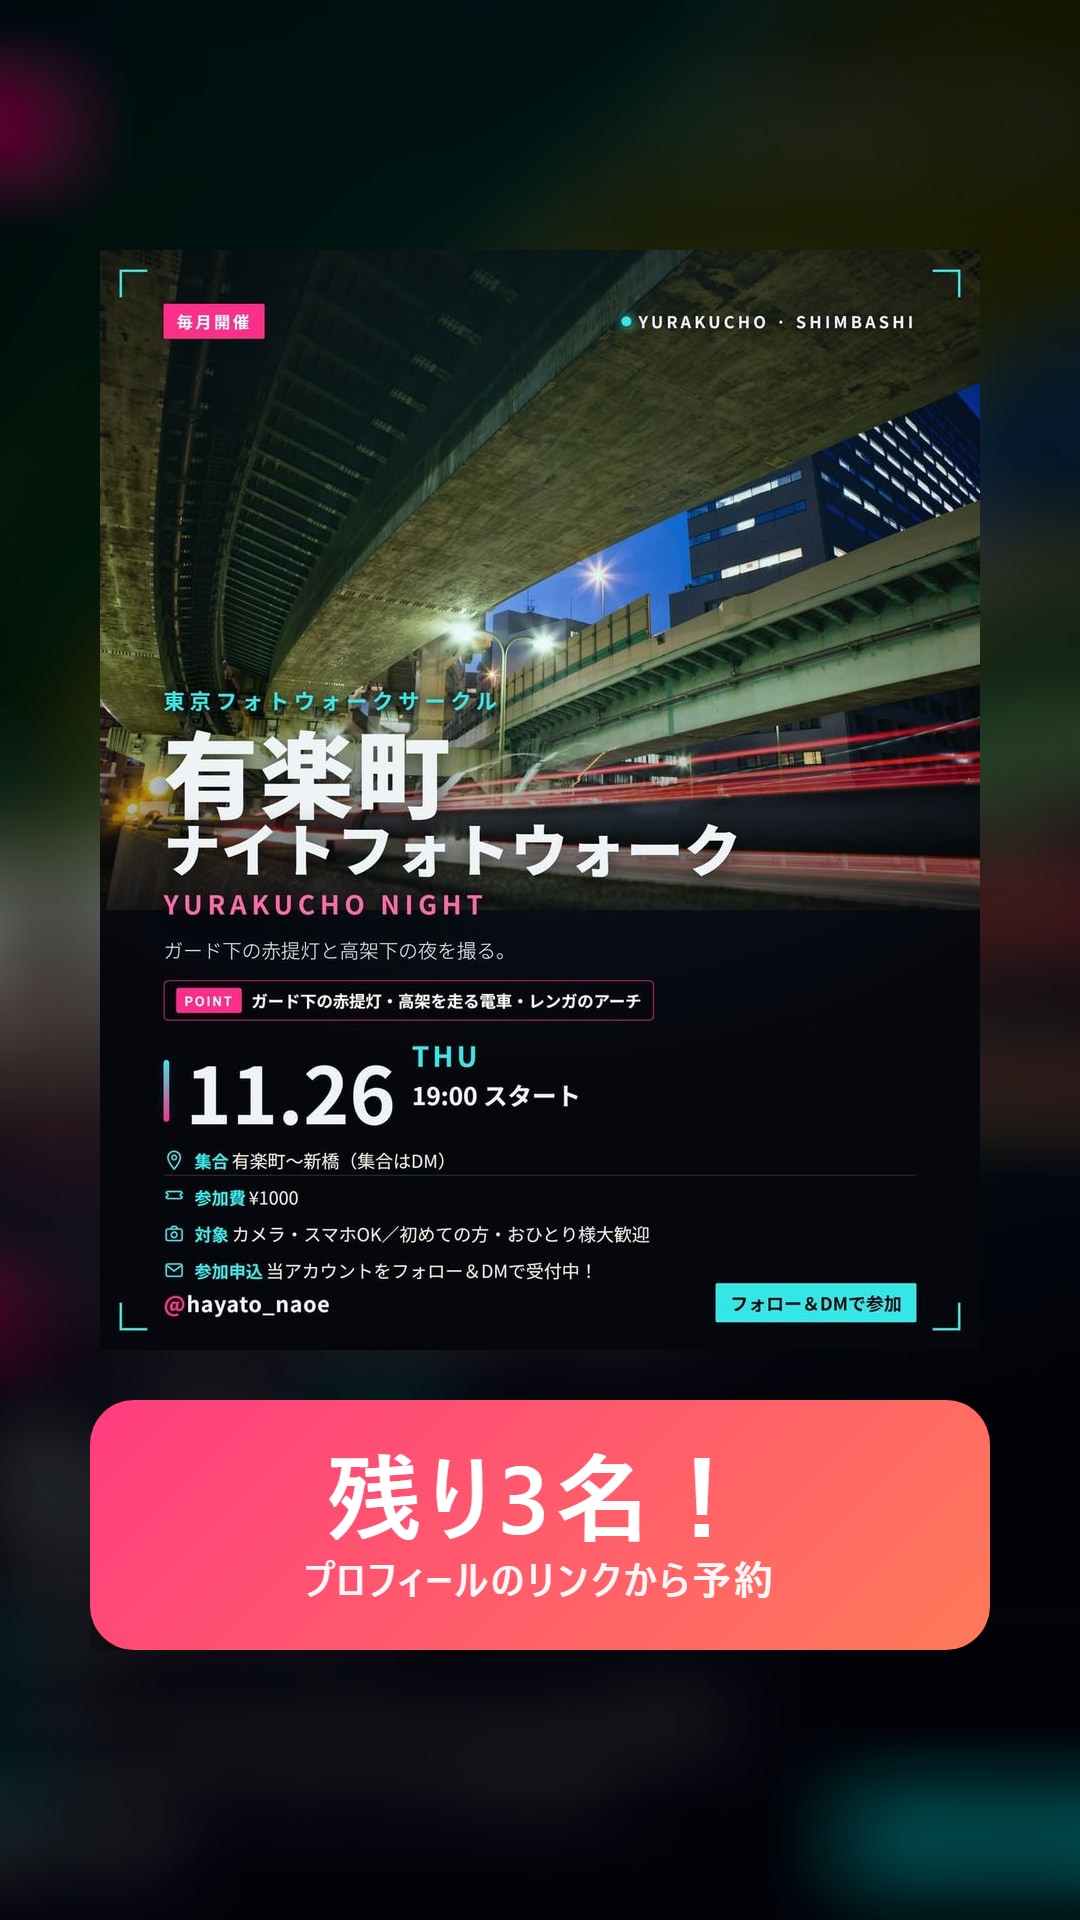 毎月開催
YURAKUCHO · SHIMBASHI
東京フォトウォークサークル
有楽町
ナイトフォトウォーク
YURAKUCHO NIGHT
ガード下の赤提灯と高架下の夜を撮る。
POINT ガード下の赤提灯・高架を走る電車・レンガのアーチ
11.26 THU
19:00 スタート
集合 有楽町〜新橋（集合はDM）
参加費 ¥1000
対象 カメラ・スマホOK／初めての方・おひとり様大歓迎
参加申込 当アカウントをフォロー＆DMで受付中！
@hayato_naoe
フォロー＆DMで参加
残り3名！
プロフィールのリンクから予約